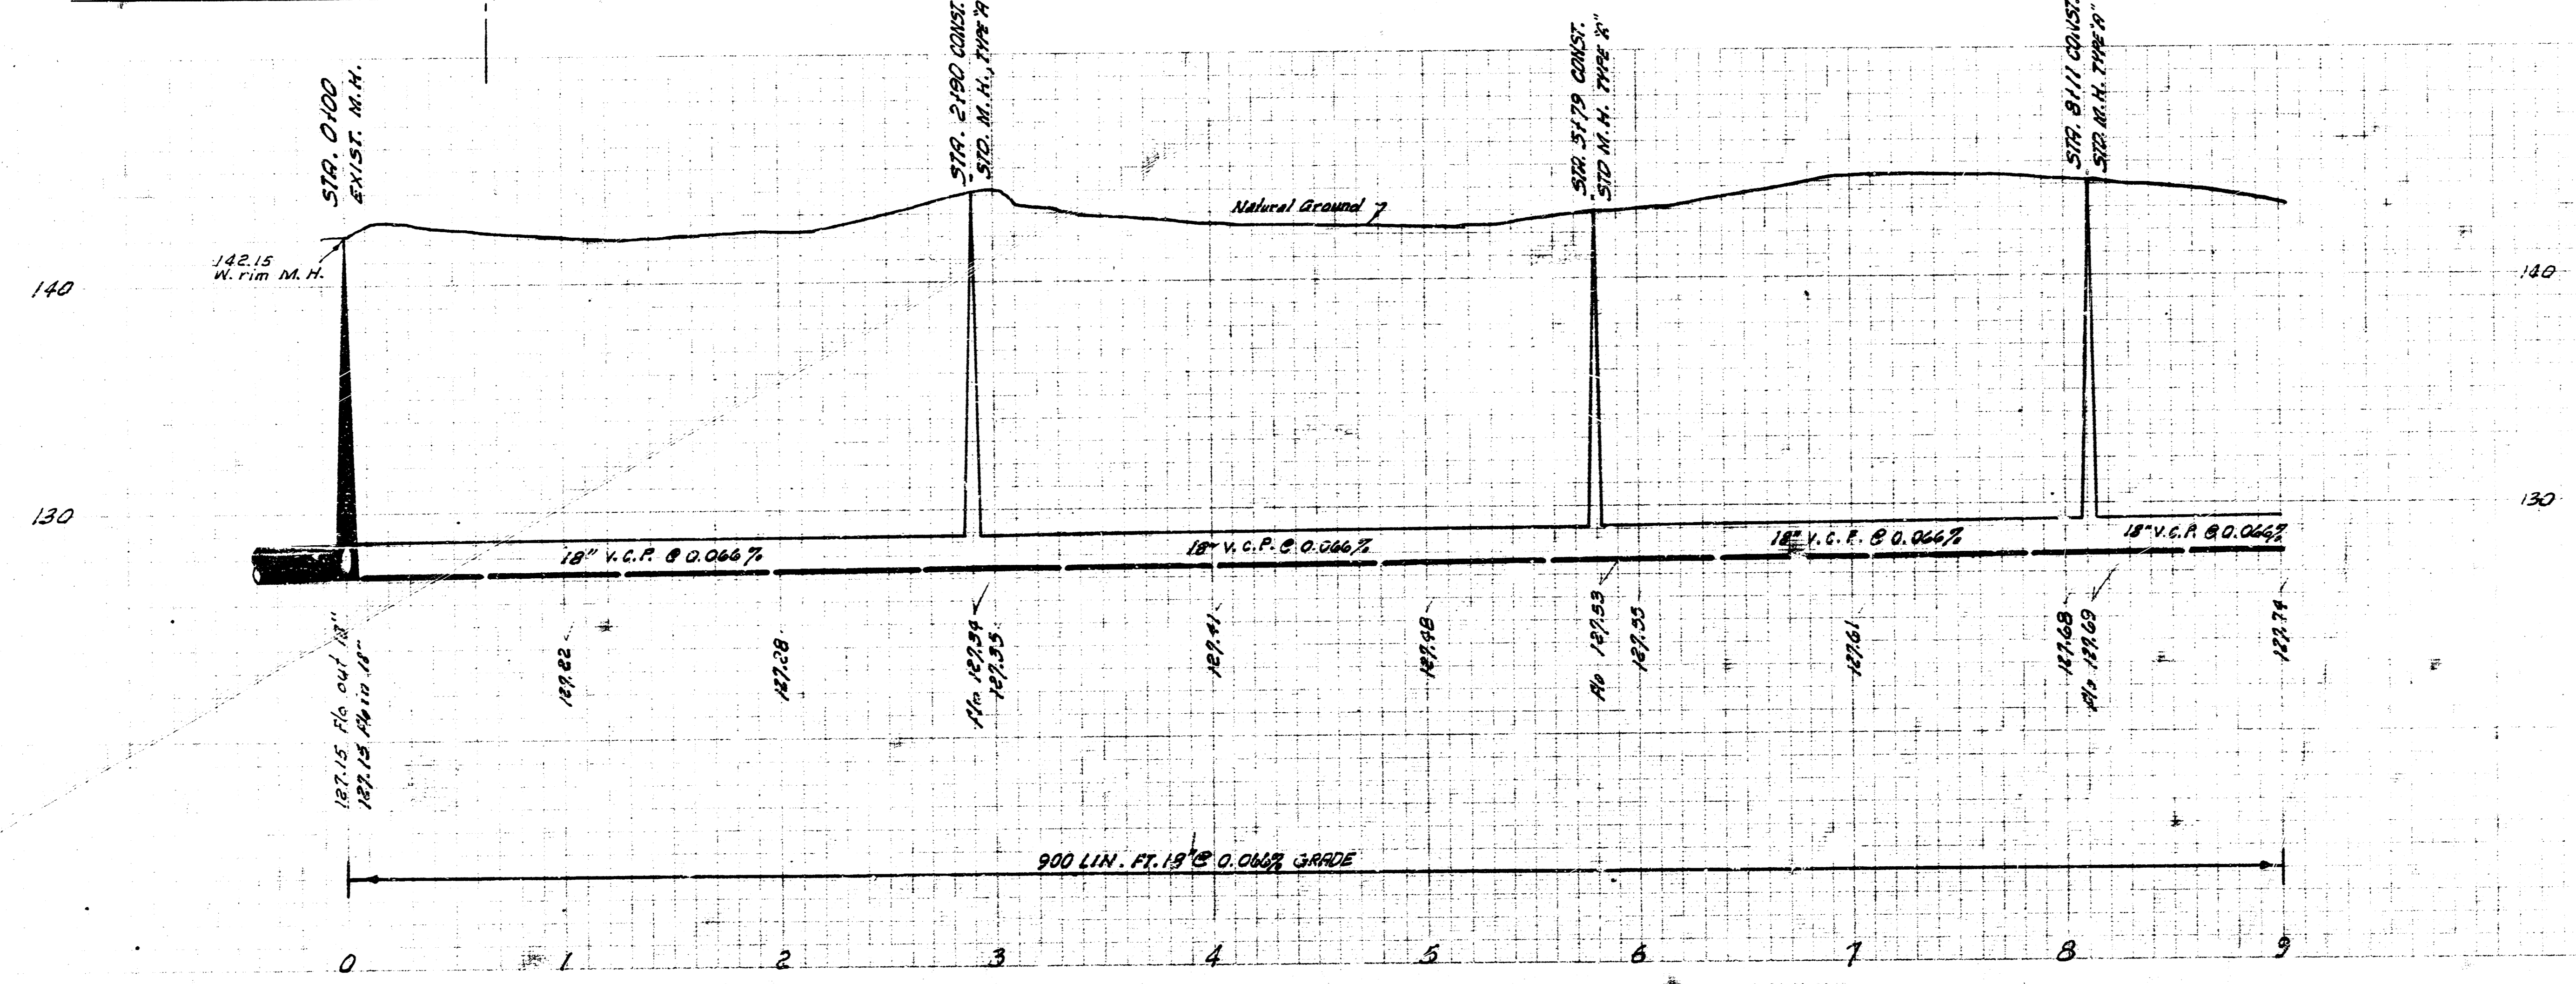 STA. 0+00
EXIST. M.H.
STA. 2+90 CONST.
STD. M.H., TYPE "A
STA. 5+79 CONST.
STD M.H. TYPE "A"
STA. 8+11 CONST.
STD. M.H. TYPE "A"
Natural Ground
142.15
W. rim M.H.
140
140
130
130
18" V.C.P. @ 0.066%
18" V.C.P. @ 0.066%
18" V.C.P. @ 0.066%
18" V.C.P. @ 0.066%
127.15 Flo out 18"
127.15 Flo in 18"
127.22
127.28
Flo 127.34
127.35
127.41
127.48
Flo 127.53
127.55
127.61
127.68
Flo 127.69
127.74
900 LIN. FT. 18" @ 0.066% GRADE
0 1 2 3 4 5 6 7 8 9